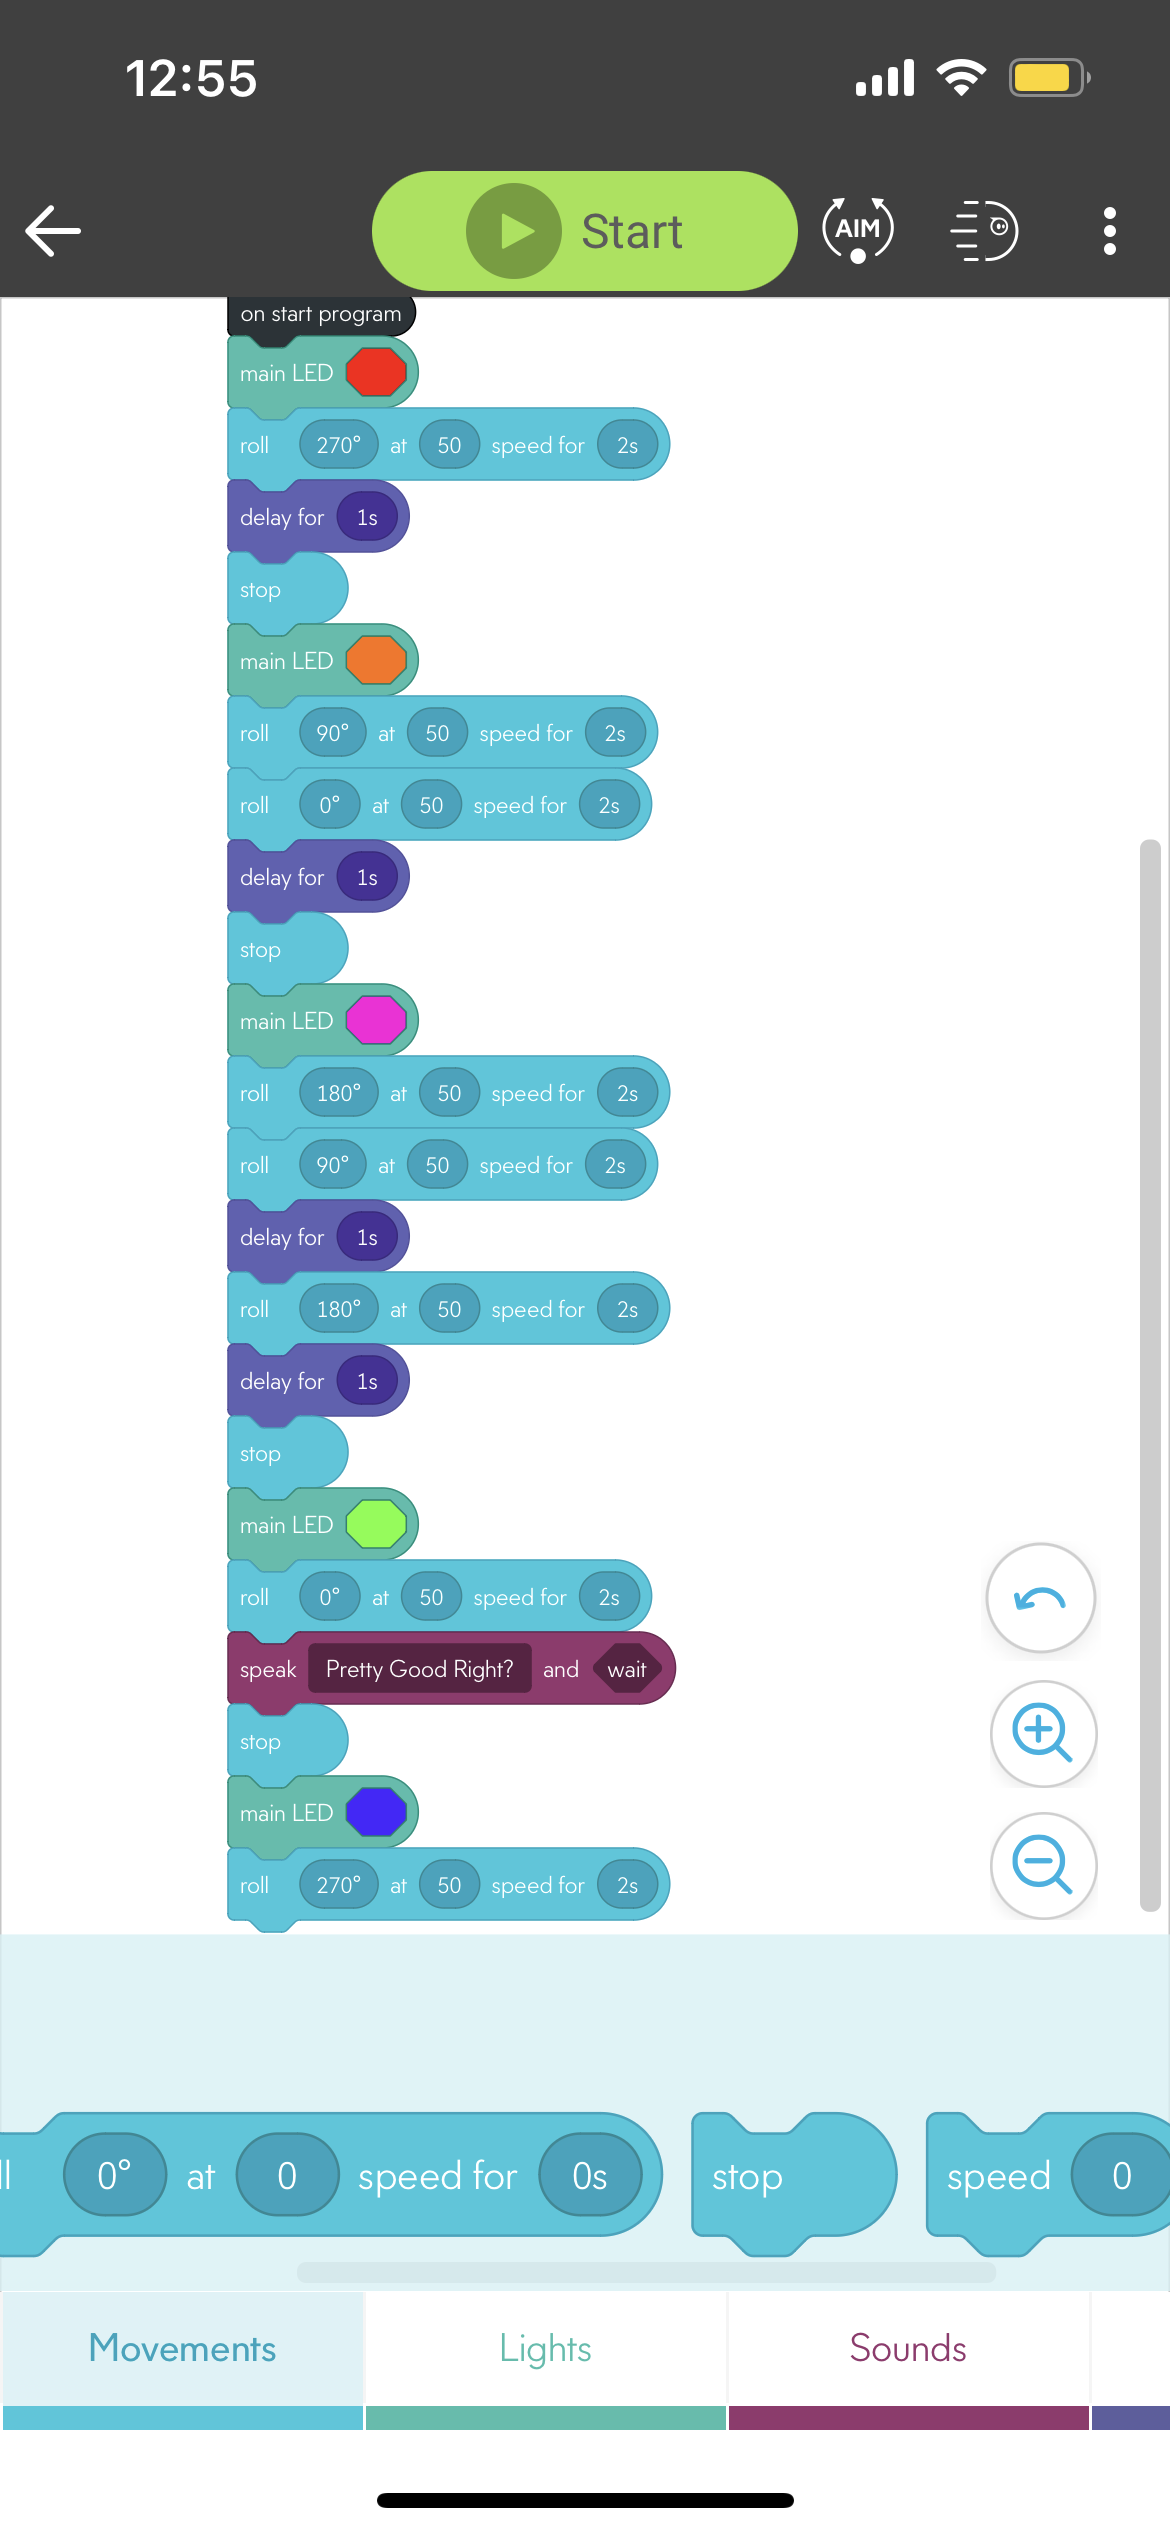 12:55
Start
AIM
on start program
main LED
roll 270° at 50 speed for 2s
delay for 1s
stop
main LED
roll 90° at 50 speed for 2s
roll 0° at 50 speed for 2s
delay for 1s
stop
main LED
roll 180° at 50 speed for 2s
roll 90° at 50 speed for 2s
delay for 1s
roll 180° at 50 speed for 2s
delay for 1s
stop
main LED
roll 0° at 50 speed for 2s
speak Pretty Good Right? and wait
stop
main LED
roll 270° at 50 speed for 2s
ll 0° at 0 speed for 0s stop speed 0
Movements Lights Sounds